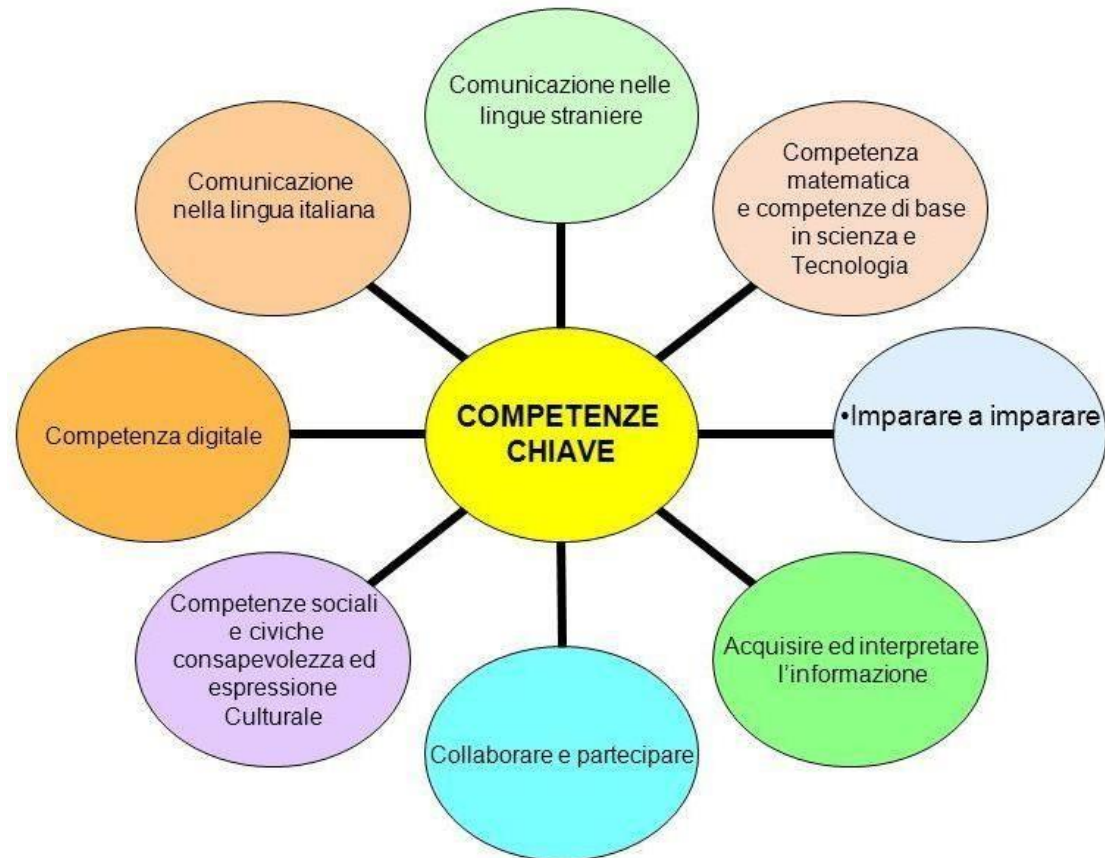 Comunicazione nelle
lingue straniere
Comunicazione
nella lingua italiana
Competenza
matematica
e competenze di base
in scienza e
Tecnologia
Competenza digitale
COMPETENZE
CHIAVE
•Imparare a imparare
Competenze sociali
e civiche
consapevolezza ed
espressione
Culturale
Acquisire ed interpretare
l’informazione
Collaborare e partecipare